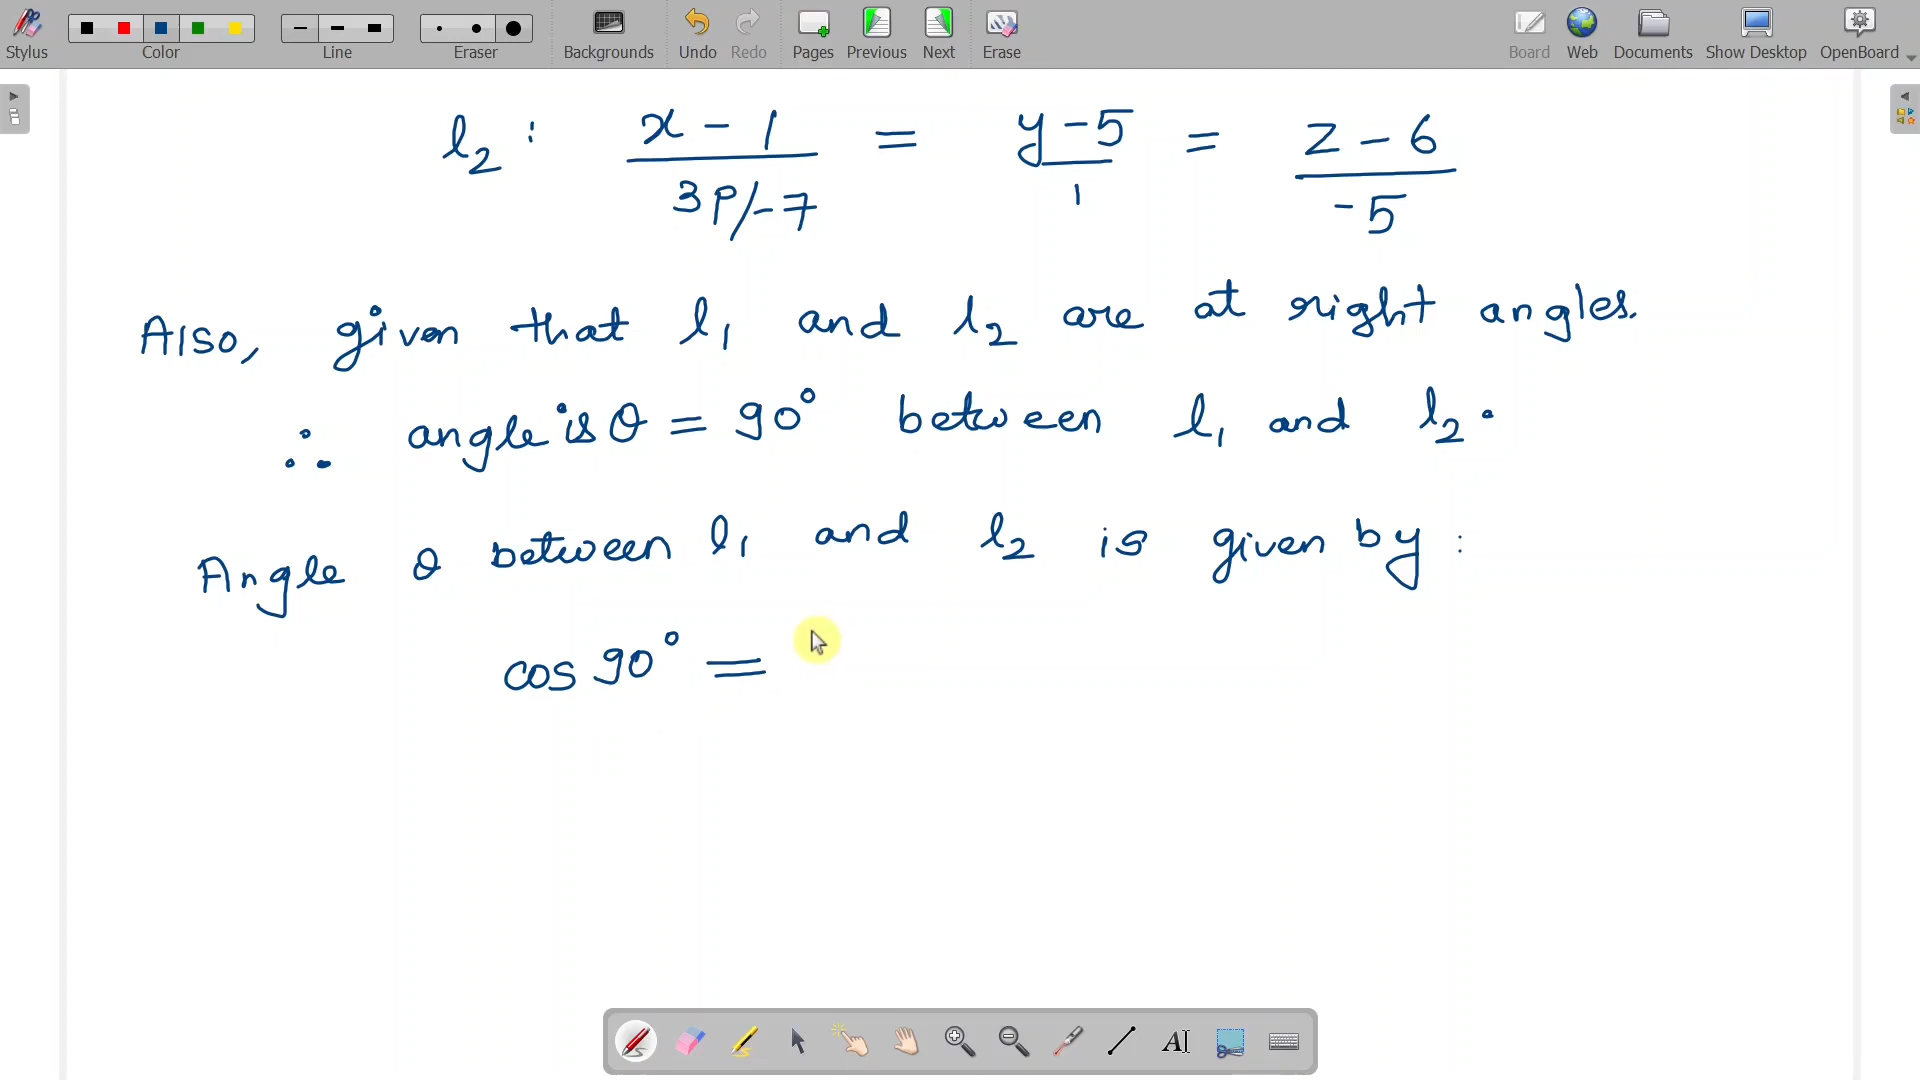 Stylus Color Line Eraser Backgrounds Undo Redo Pages Previous Next Erase Board Web Documents Show Desktop OpenBoard
l₂ : x - 1 / 3p/-7 = y - 5 / 1 = z - 6 / -5
Also, given that l₁ and l₂ are at right angles.
∴ angle is θ = 90° between l₁ and l₂.
Angle θ between l₁ and l₂ is given by :
cos 90° =
AI